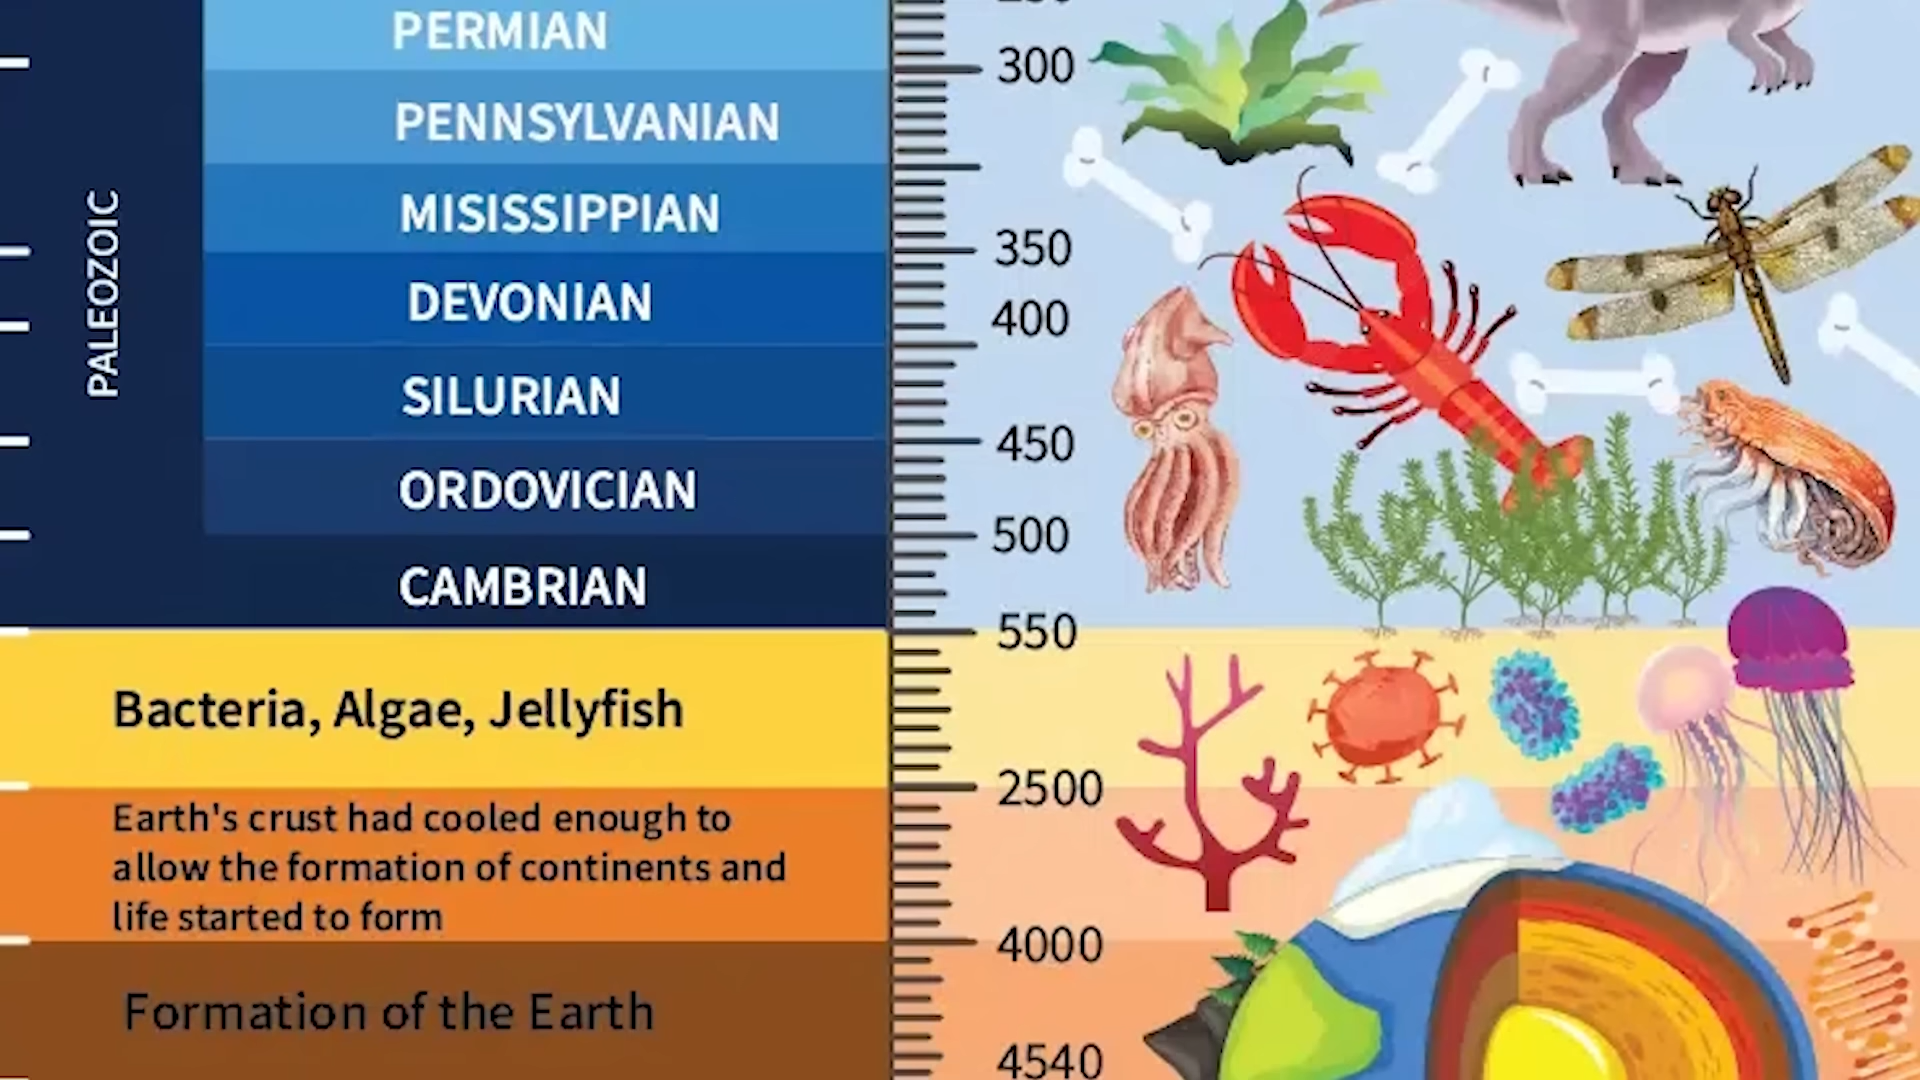 PERMIAN
300
PENNSYLVANIAN
MISISSIPPIAN
PALEOZOIC
350
DEVONIAN
400
SILURIAN
450
ORDOVICIAN
500
CAMBRIAN
550
Bacteria, Algae, Jellyfish
2500
Earth's crust had cooled enough to
allow the formation of continents and
life started to form
4000
Formation of the Earth
4540